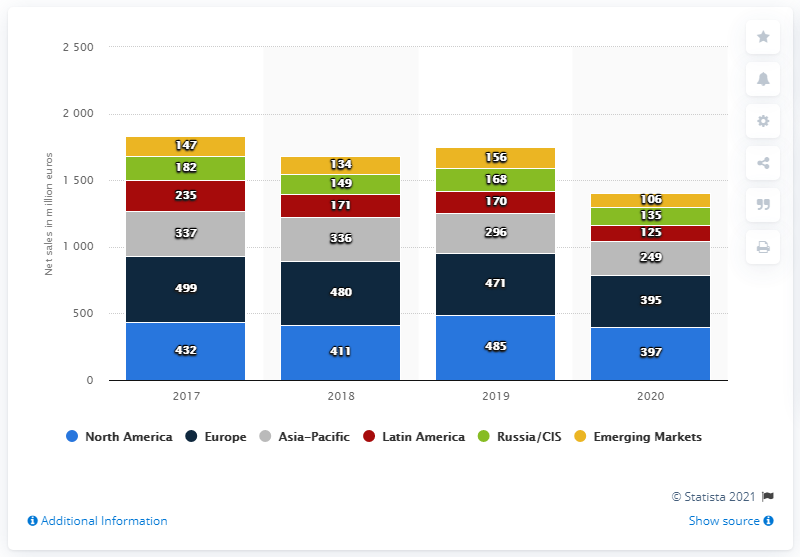 2 500
2 000
1 500
1 000
500
0
Net sales in million euros
147 134 156 106
182 149 168 135
235 171 170 125
337 336 296 249
499 480 471 395
432 411 485 397
2017 2018 2019 2020
North America Europe Asia-Pacific Latin America Russia/CIS Emerging Markets
© Statista 2021
Additional Information Show source